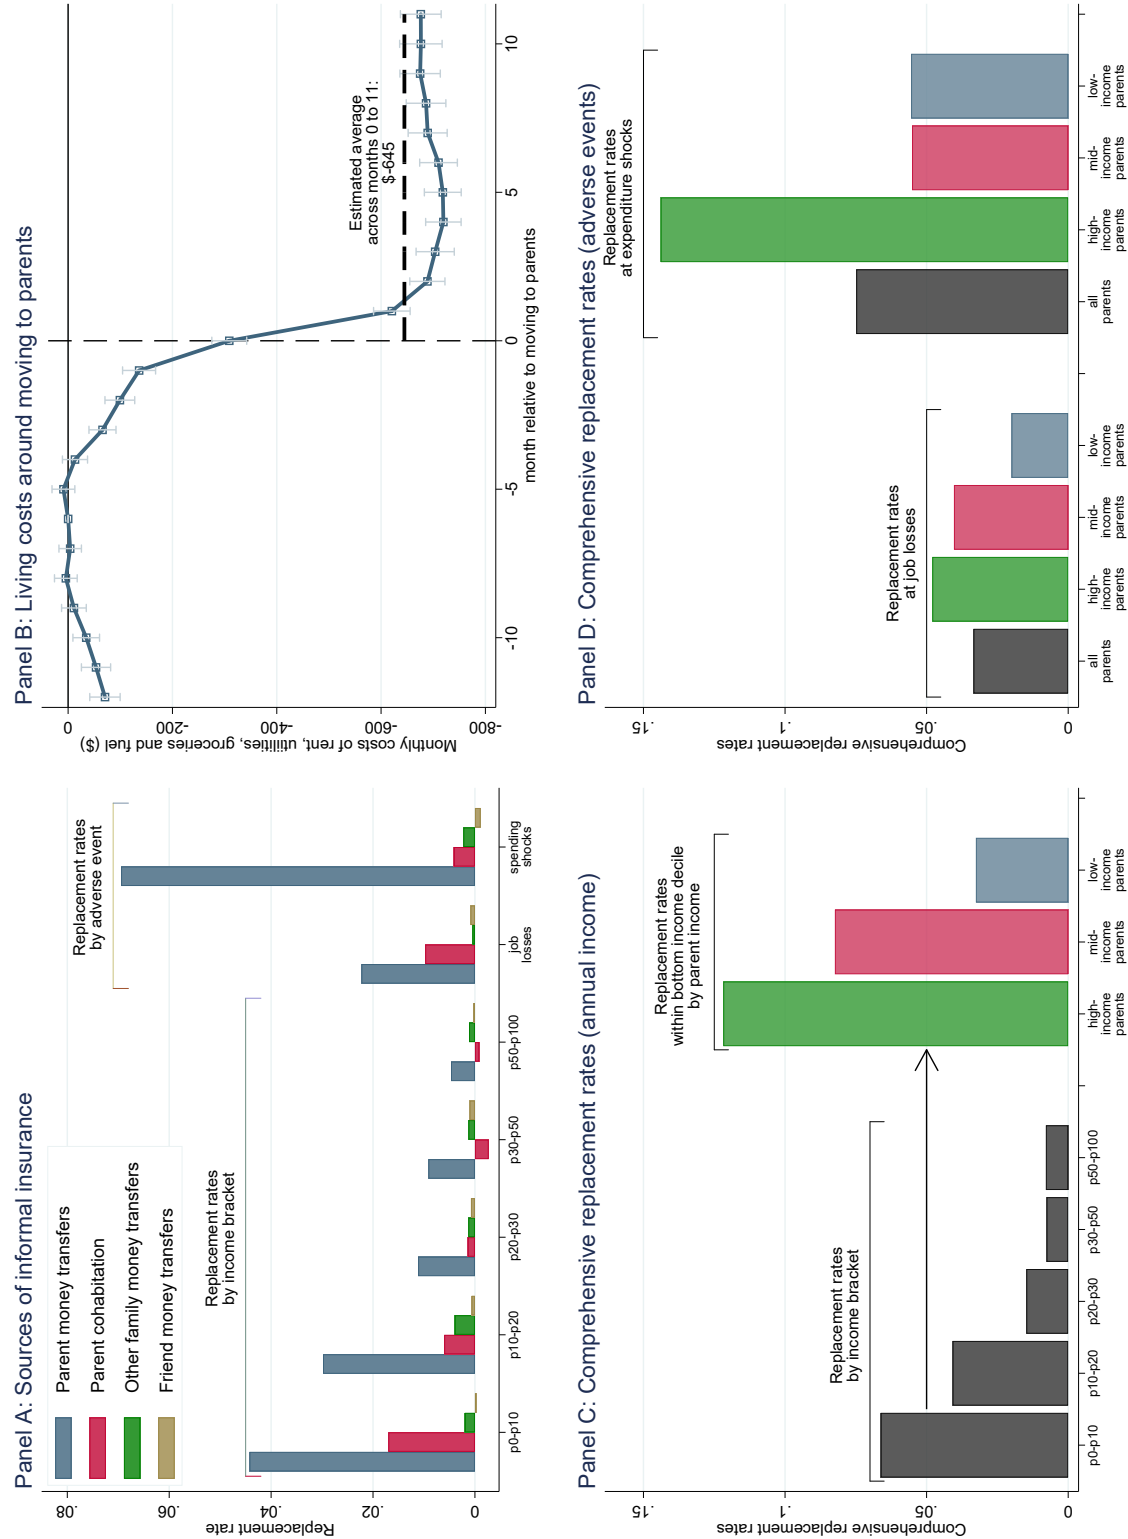 Panel A: Sources of informal insurance
Replacement rate
.08
.06
.04
.02
0
Parent money transfers
Parent cohabitation
Other family money transfers
Friend money transfers
Replacement rates
by income bracket
Replacement rates
by adverse event
p0-p10
p10-p20
p20-p30
p30-p50
p50-p100
job
losses
spending
shocks
Panel B: Living costs around moving to parents
Monthly costs of rent, utilities, groceries and fuel ($)
0
-200
-400
-600
-800
Estimated average
across months 0 to 11:
$-645
-10
-5
0
5
10
month relative to moving to parents
Panel C: Comprehensive replacement rates (annual income)
Comprehensive replacement rates
.15
.1
.05
0
Replacement rates
by income bracket
Replacement rates
within bottom income decile
by parent income
p0-p10
p10-p20
p20-p30
p30-p50
p50-p100
high-
income
parents
mid-
income
parents
low-
income
parents
Panel D: Comprehensive replacement rates (adverse events)
Comprehensive replacement rates
.15
.1
.05
0
Replacement rates
at job losses
Replacement rates
at expenditure shocks
all
parents
high-
income
parents
mid-
income
parents
low-
income
parents
all
parents
high-
income
parents
mid-
income
parents
low-
income
parents